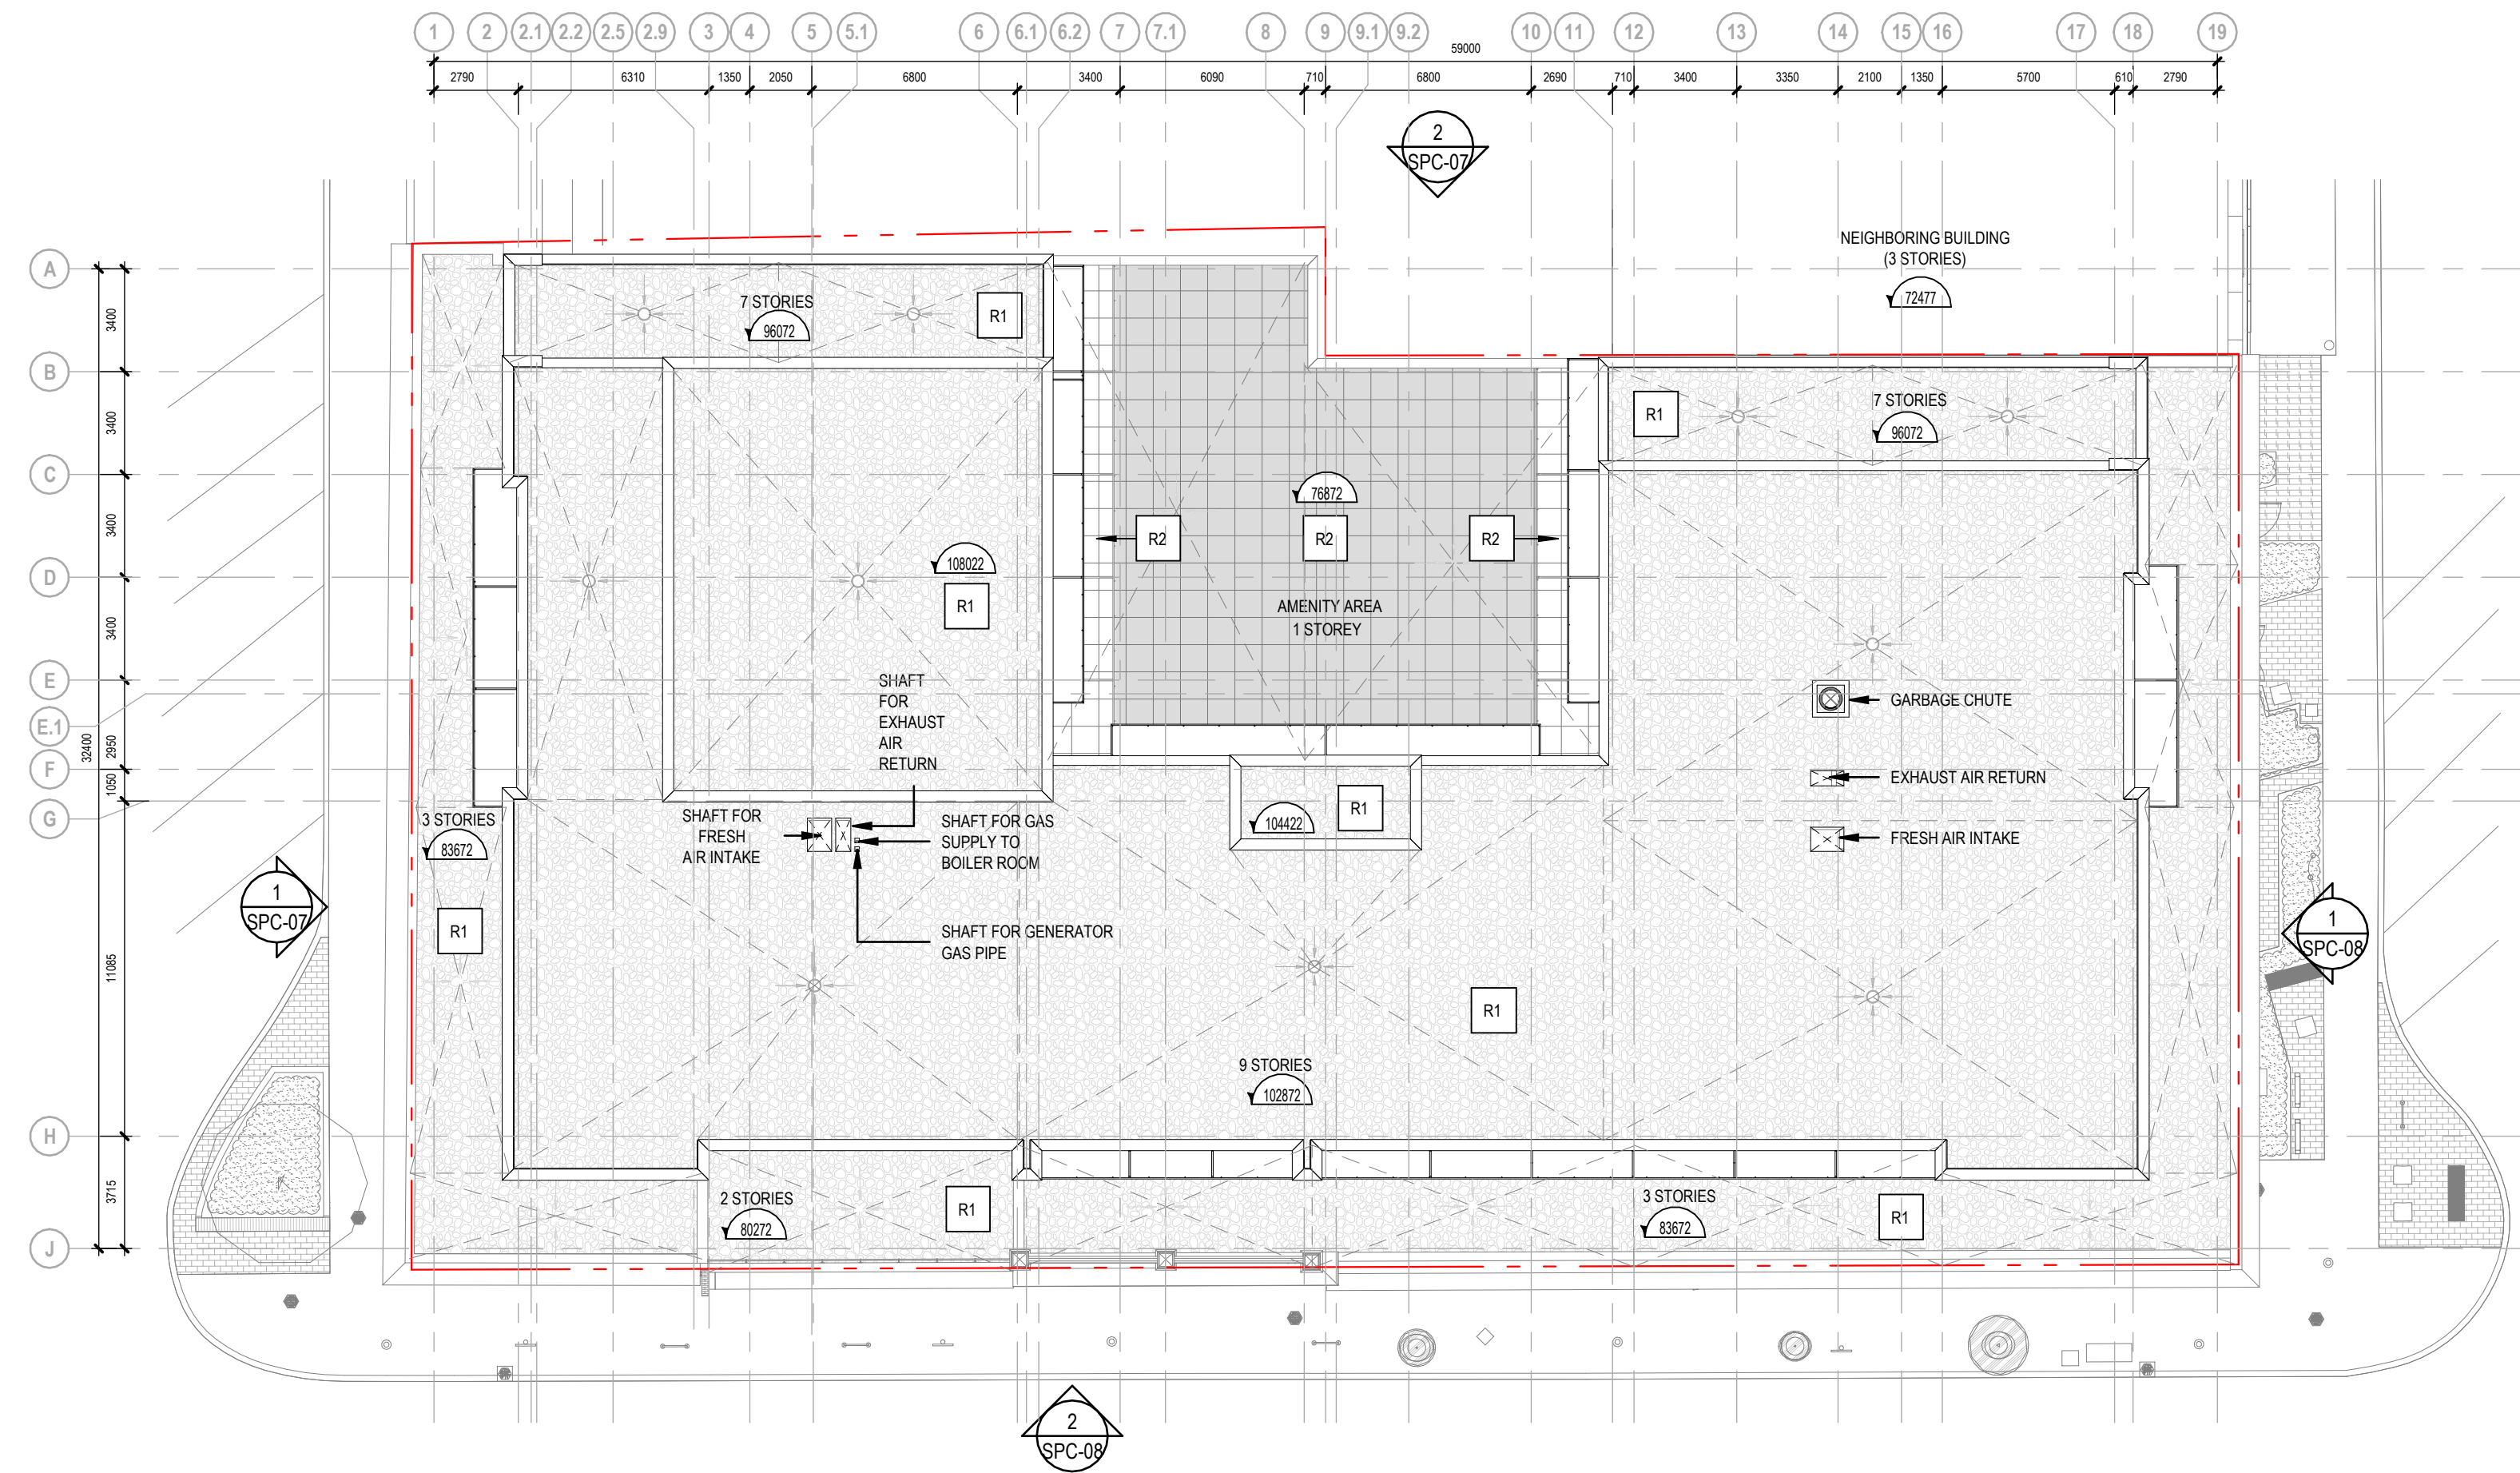 1 2 2.1 2.2 2.5 2.9 3 4 5 5.1 6 6.1 6.2 7 7.1 8 9 9.1 9.2 10 11 12 13 14 15 16 17 18 19
59000
2790 6310 1350 2050 6800 3400 6090 710 6800 2690 710 3400 3350 2100 1350 5700 610 2790
2
SPC-07
NEIGHBORING BUILDING
(3 STORIES)
72477
A
B
C
D
E
E.1
F
G
H
J
3400
3400
3400
3400
2950
1050
11085
3715
32400
7 STORIES
96072
R1
7 STORIES
96072
R1
76872
R2 R2 R2
AMENITY AREA
1 STOREY
108022
R1
SHAFT
FOR
EXHAUST
AIR
RETURN
GARBAGE CHUTE
EXHAUST AIR RETURN
FRESH AIR INTAKE
3 STORIES
83672
R1
SHAFT FOR
FRESH
AIR INTAKE
SHAFT FOR GAS
SUPPLY TO
BOILER ROOM
SHAFT FOR GENERATOR
GAS PIPE
104422
R1
1
SPC-07
1
SPC-08
R1
9 STORIES
102872
2 STORIES
80272
R1
3 STORIES
83672
R1
2
SPC-08